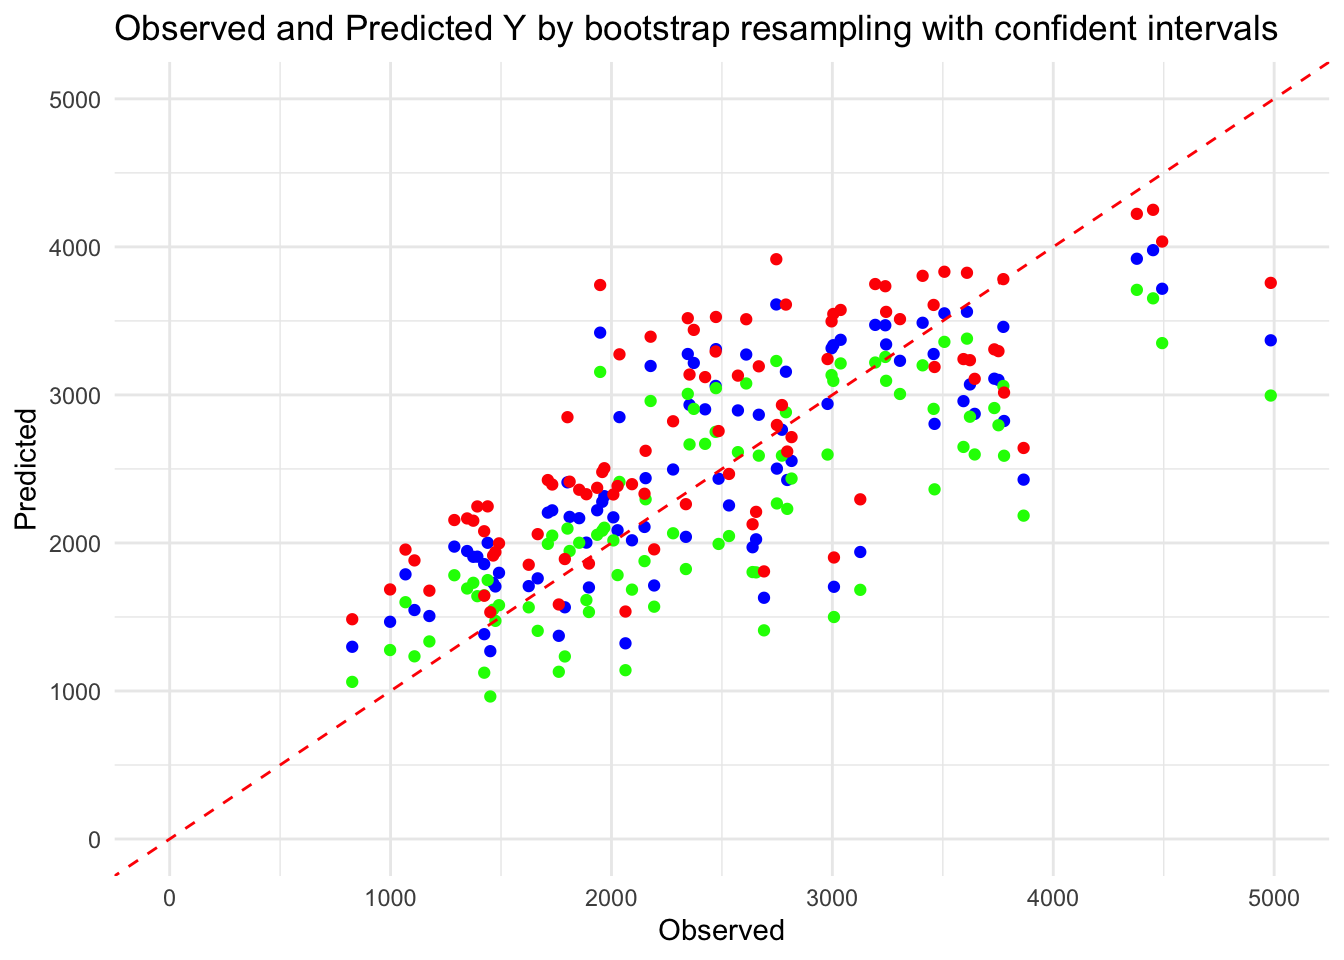 Observed and Predicted Y by bootstrap resampling with confident intervals
5000
4000
3000
2000
1000
0
Predicted
0 1000 2000 3000 4000 5000
Observed